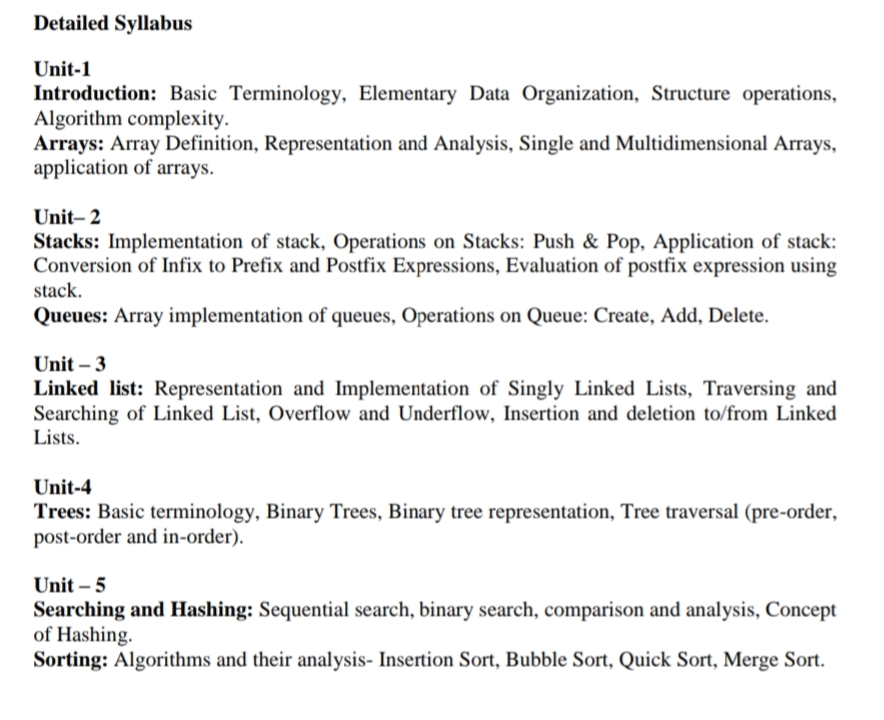 Detailed Syllabus
Unit-1
Introduction: Basic Terminology, Elementary Data Organization, Structure operations,
Algorithm complexity.
Arrays: Array Definition, Representation and Analysis, Single and Multidimensional Arrays,
application of arrays.
Unit– 2
Stacks: Implementation of stack, Operations on Stacks: Push & Pop, Application of stack:
Conversion of Infix to Prefix and Postfix Expressions, Evaluation of postfix expression using
stack.
Queues: Array implementation of queues, Operations on Queue: Create, Add, Delete.
Unit – 3
Linked list: Representation and Implementation of Singly Linked Lists, Traversing and
Searching of Linked List, Overflow and Underflow, Insertion and deletion to/from Linked
Lists.
Unit-4
Trees: Basic terminology, Binary Trees, Binary tree representation, Tree traversal (pre-order,
post-order and in-order).
Unit – 5
Searching and Hashing: Sequential search, binary search, comparison and analysis, Concept
of Hashing.
Sorting: Algorithms and their analysis- Insertion Sort, Bubble Sort, Quick Sort, Merge Sort.